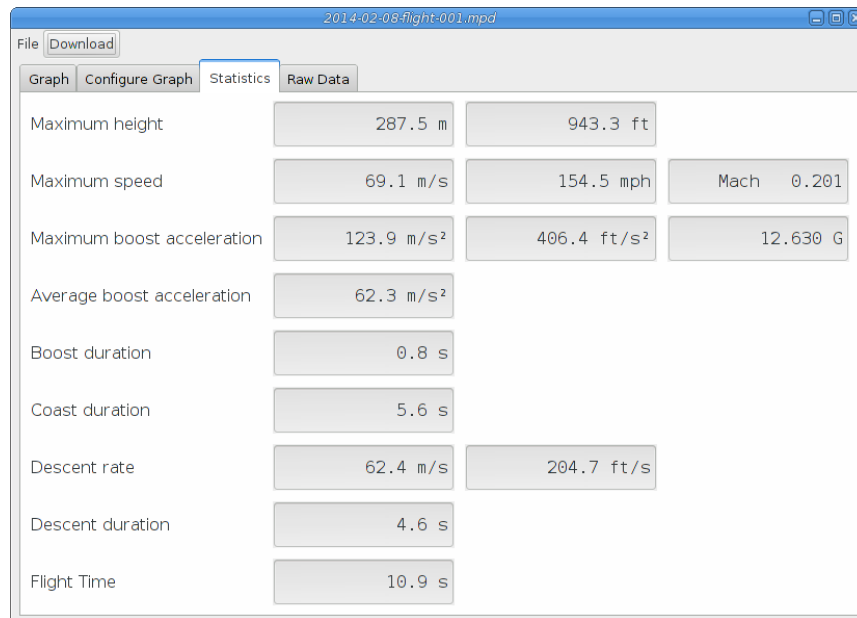 2014-02-08-flight-001.mpd
File Download
Graph Configure Graph Statistics Raw Data
Maximum height 287.5 m 943.3 ft
Maximum speed 69.1 m/s 154.5 mph Mach 0.201
Maximum boost acceleration 123.9 m/s² 406.4 ft/s² 12.630 G
Average boost acceleration 62.3 m/s²
Boost duration 0.8 s
Coast duration 5.6 s
Descent rate 62.4 m/s 204.7 ft/s
Descent duration 4.6 s
Flight Time 10.9 s